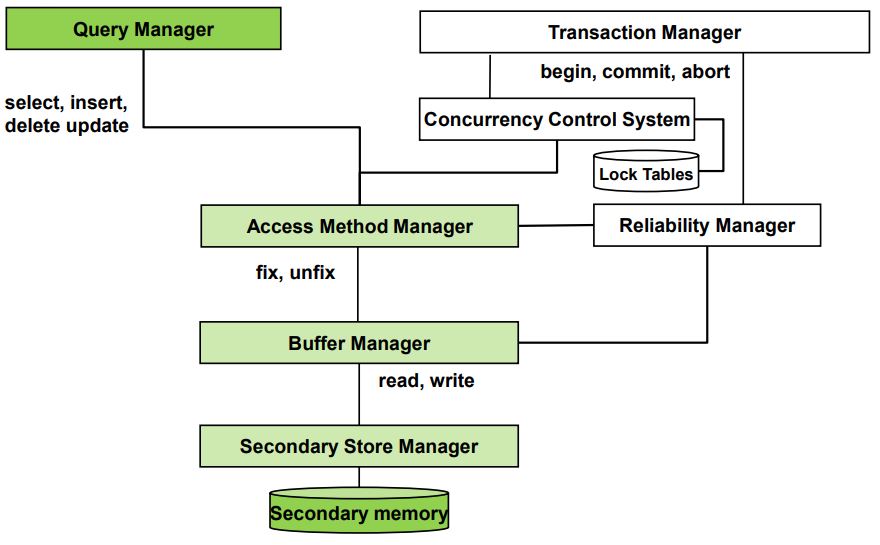 Query Manager
Transaction Manager
begin, commit, abort
select, insert,
delete update
Concurrency Control System
Lock Tables
Access Method Manager
Reliability Manager
fix, unfix
Buffer Manager
read, write
Secondary Store Manager
Secondary memory